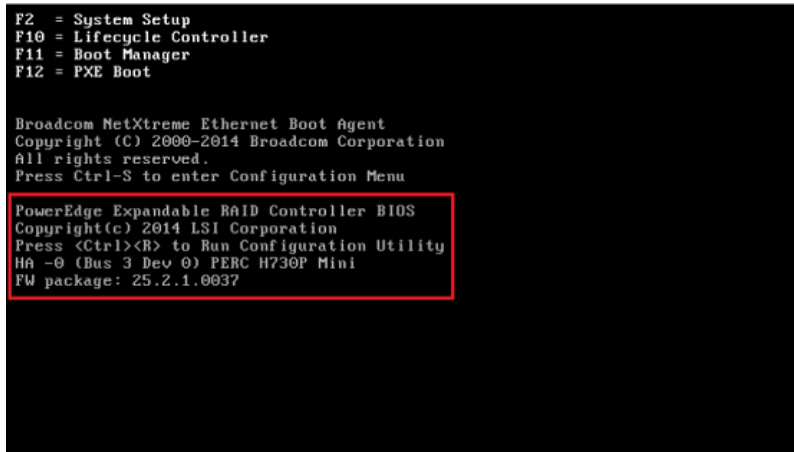 F2  = System Setup
F10 = Lifecycle Controller
F11 = Boot Manager
F12 = PXE Boot
Broadcom NetXtreme Ethernet Boot Agent
Copyright (C) 2000-2014 Broadcom Corporation
All rights reserved.
Press Ctrl-S to enter Configuration Menu
PowerEdge Expandable RAID Controller BIOS
Copyright(c) 2014 LSI Corporation
Press <Ctrl><R> to Run Configuration Utility
HA -0 (Bus 3 Dev 0) PERC H730P Mini
FW package: 25.2.1.0037